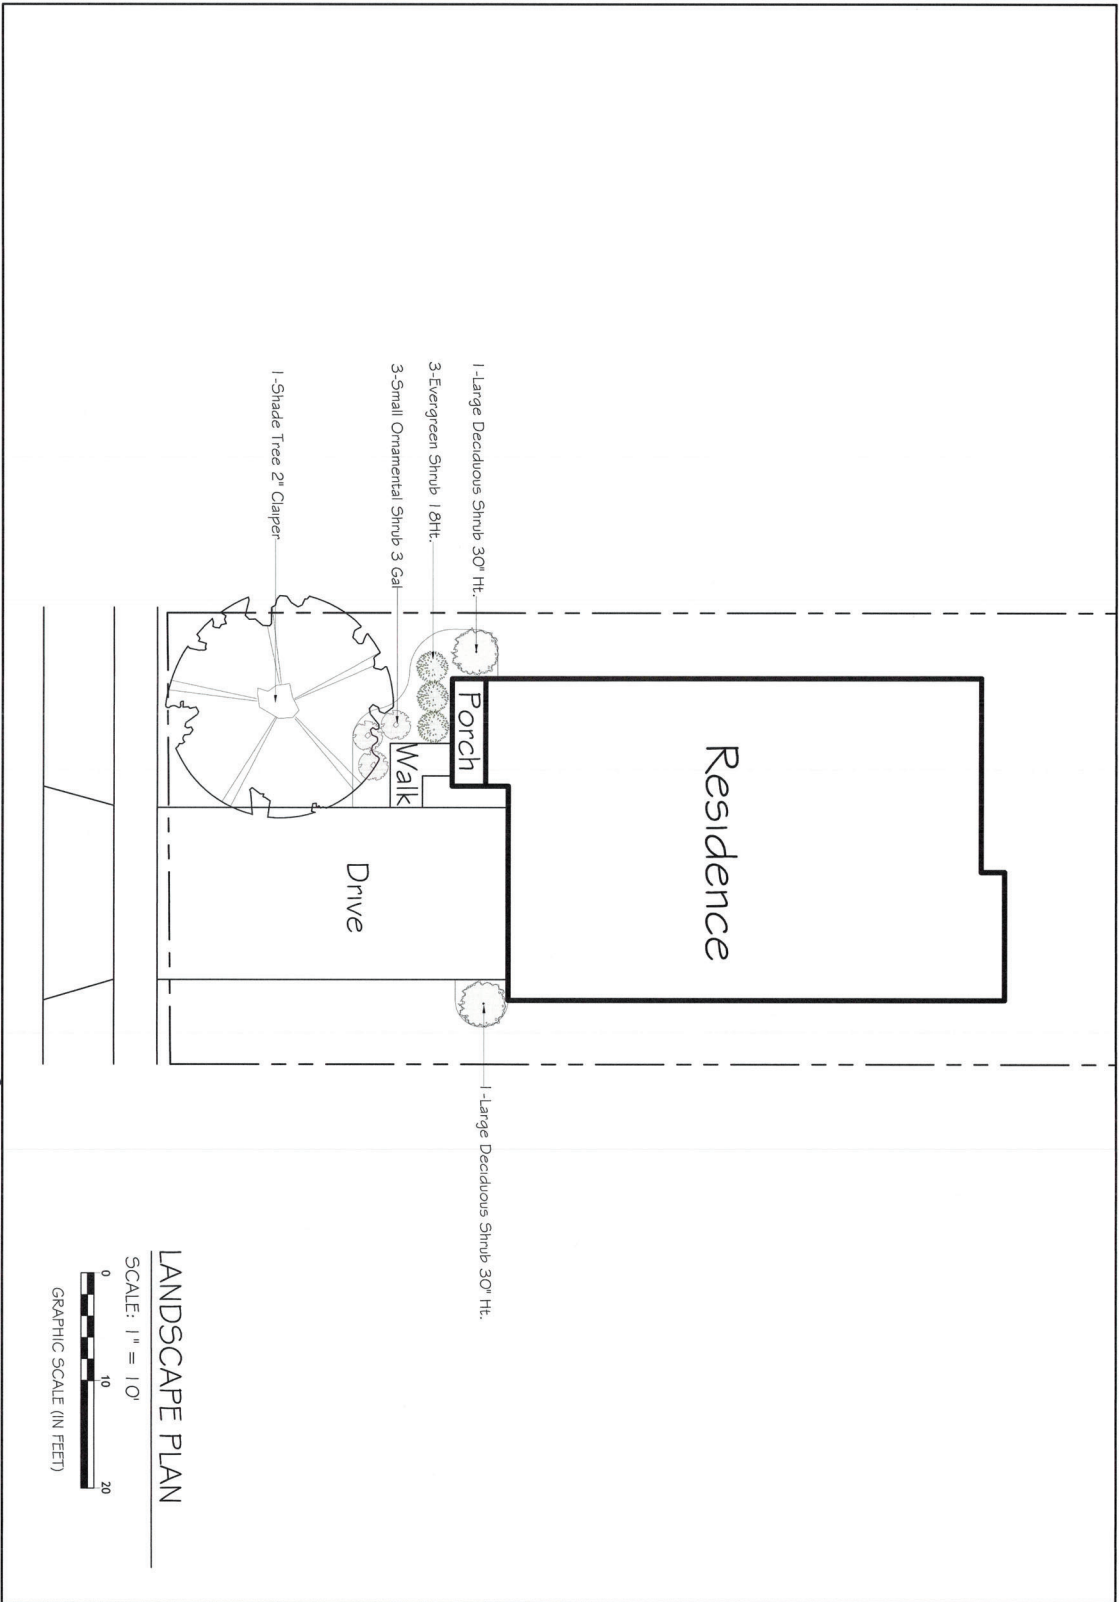 Residence
Porch
Walk
Drive
1-Large Deciduous Shrub 30" Ht.
3-Evergreen Shrub 18Ht.
3-Small Ornamental Shrub 3 Gal
1-Shade Tree 2" Claiper
1-Large Deciduous Shrub 30" Ht.
LANDSCAPE PLAN
SCALE: 1" = 10'
0 10 20
GRAPHIC SCALE (IN FEET)